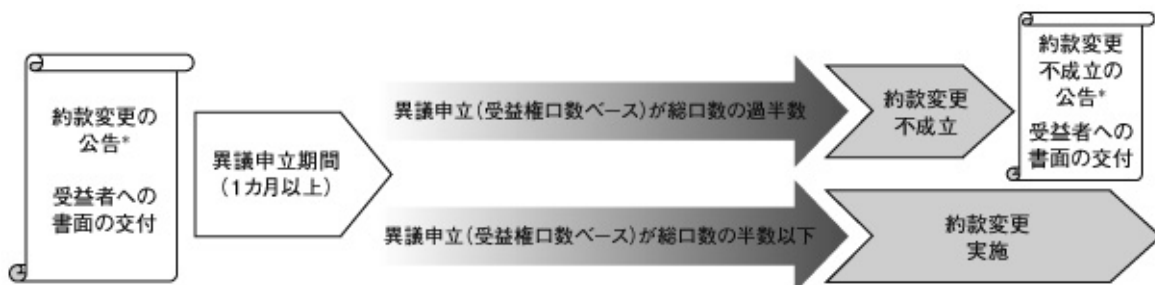 約款変更の
公告*
受益者への
書面の交付
異議申立期間
(1カ月以上)
異議申立(受益権口数ベース)が総口数の過半数
約款変更
不成立
約款変更
不成立の
公告*
受益者への
書面の交付
異議申立(受益権口数ベース)が総口数の半数以下
約款変更
実施